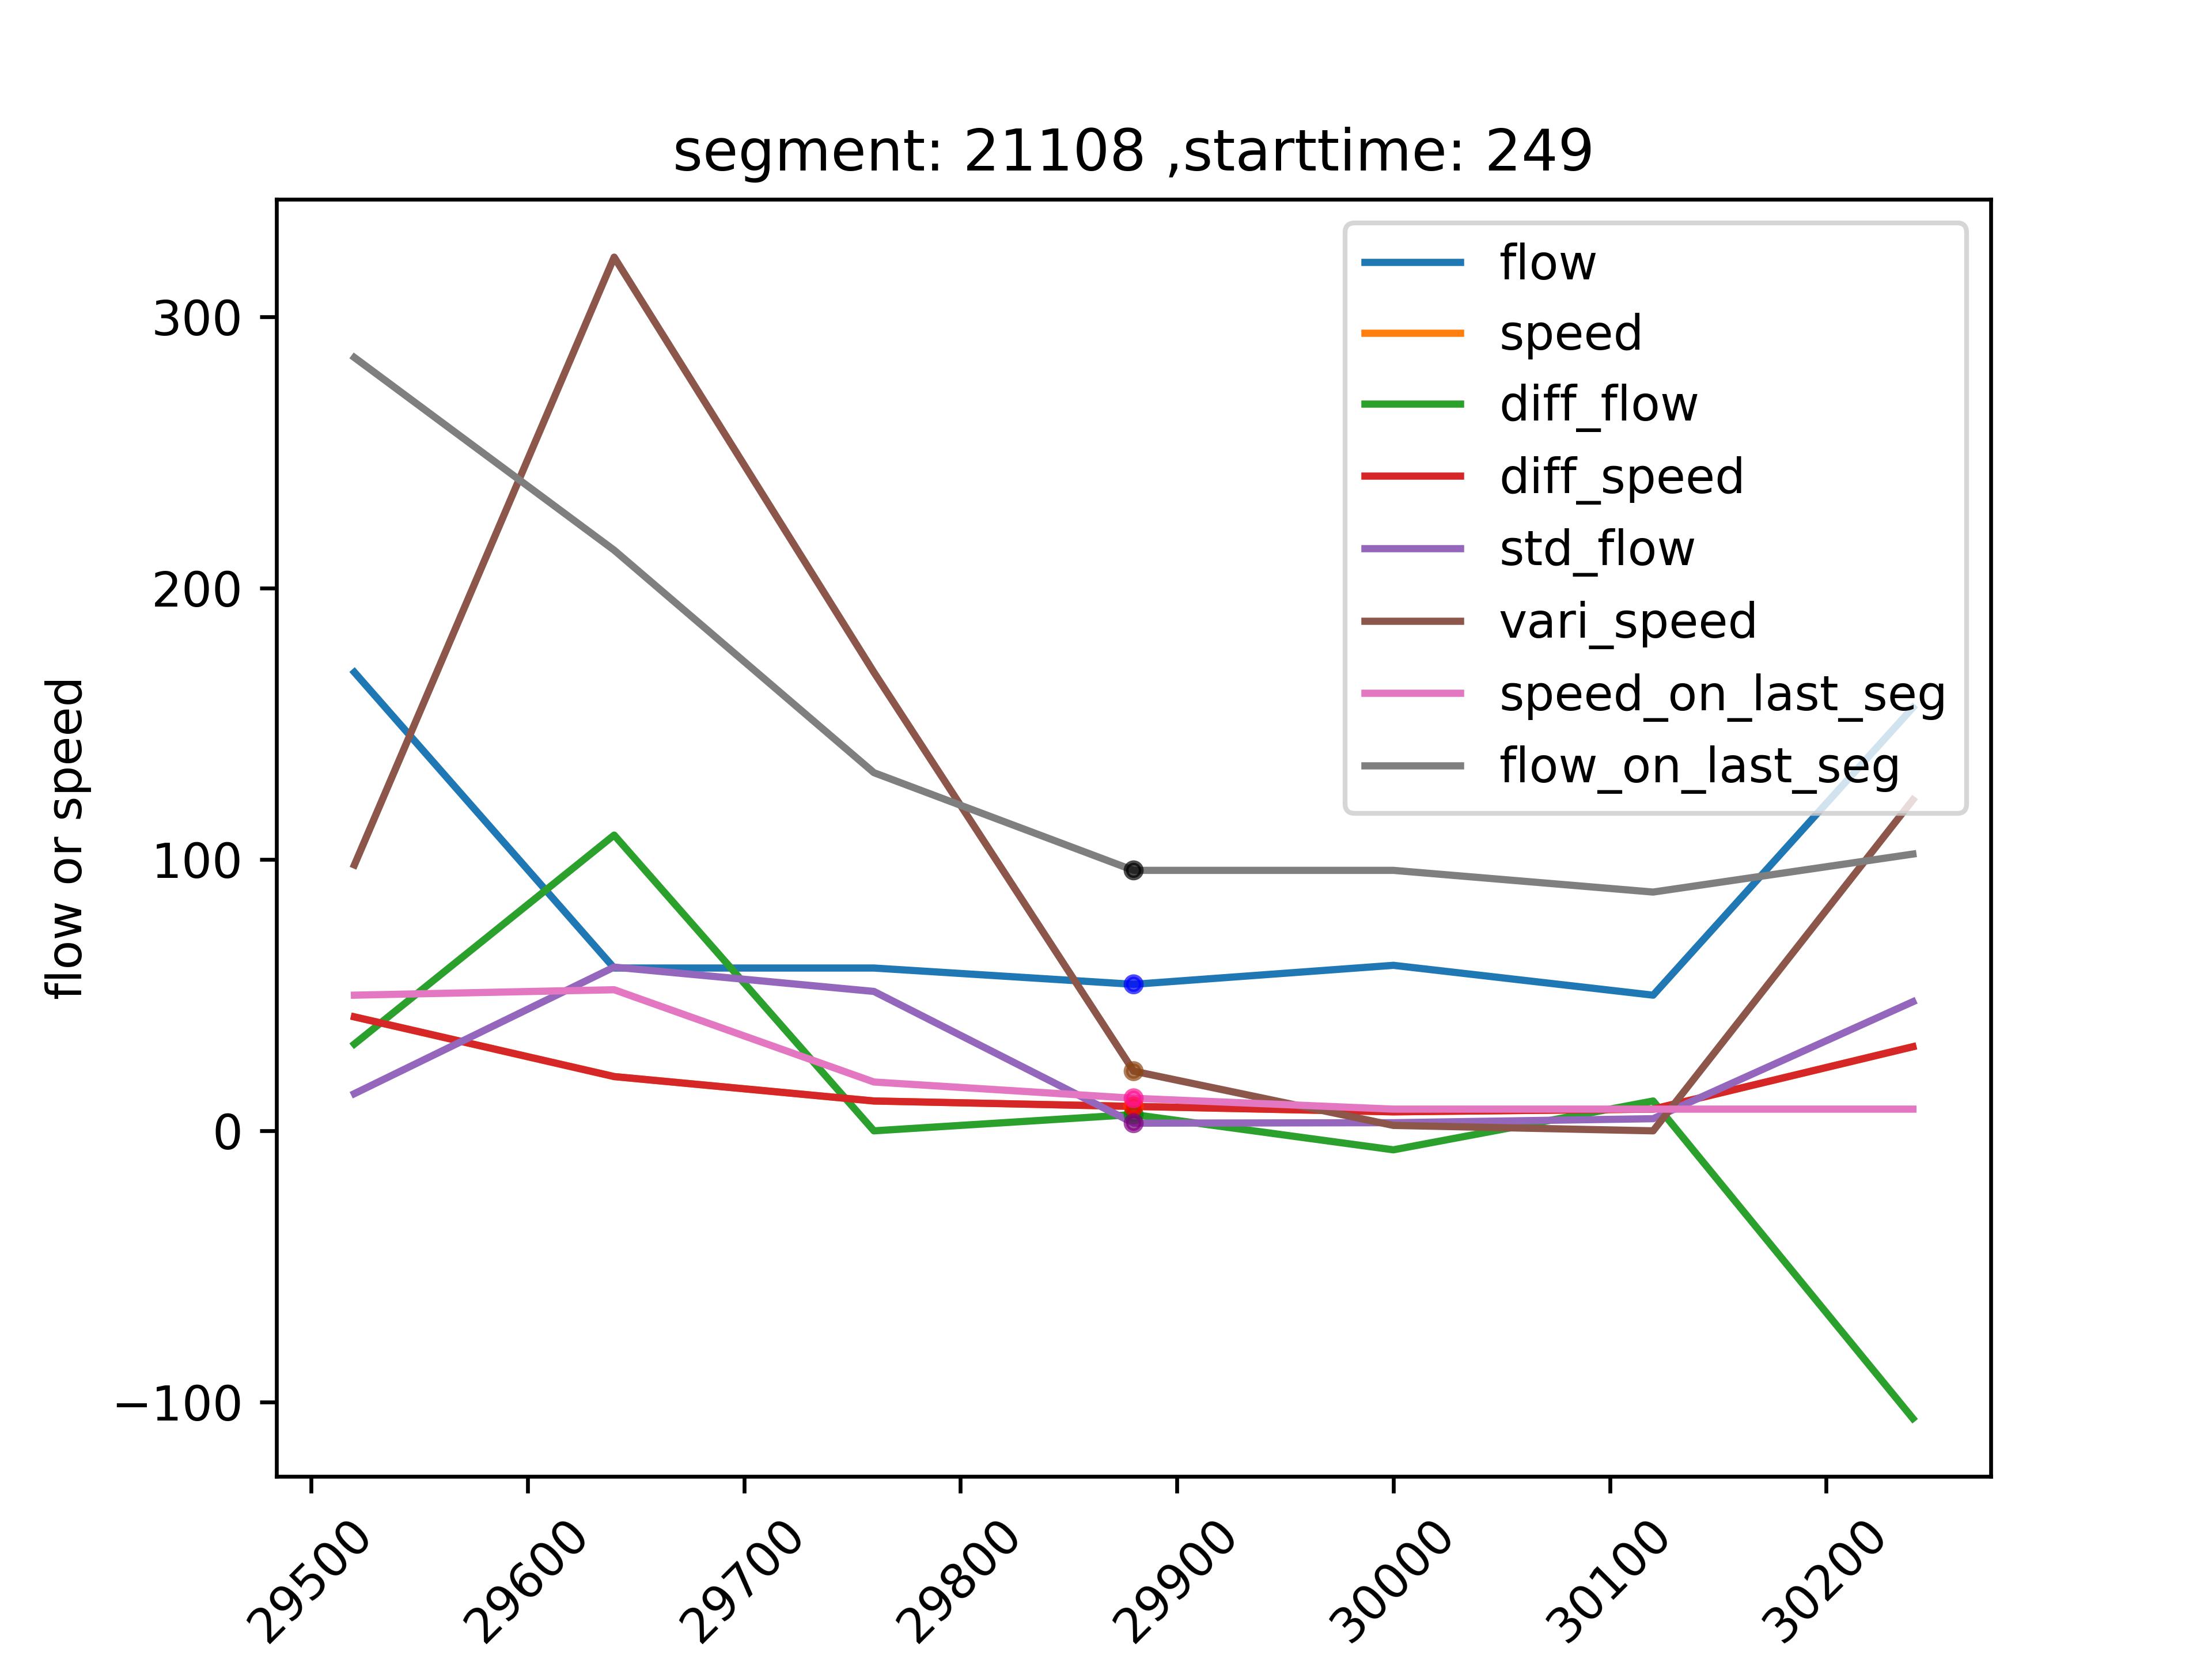 segment: 21108 ,starttime: 249
flow or speed
300
200
100
0
−100
29500
29600
29700
29800
29900
30000
30100
30200
flow
speed
diff_flow
diff_speed
std_flow
vari_speed
speed_on_last_seg
flow_on_last_seg